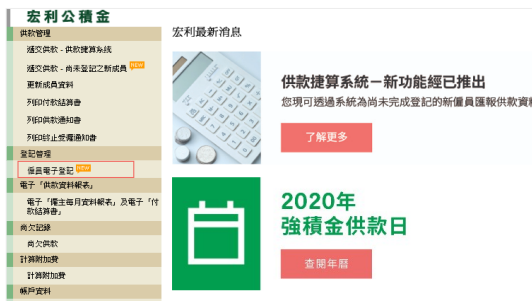 宏利公積金
供款管理
遞交供款 - 供款捷算系統
遞交供款 - 尚未登記之新成員 NEW
更新成員資料
列印付款結算書
列印供款通知書
列印終止受僱通知書
登記管理
僱員電子登記 NEW
電子「供款資料報表」
電子「僱主每月資料報表」及電子「付
款結算書」
尚欠記錄
尚欠供款
計算附加費
計算附加費
帳戶資料
宏利最新消息
供款捷算系統－新功能經已推出
您現可透過系統為尚未完成登記的新僱員匯報供款資
了解更多
2020年
強積金供款日
查閱年曆